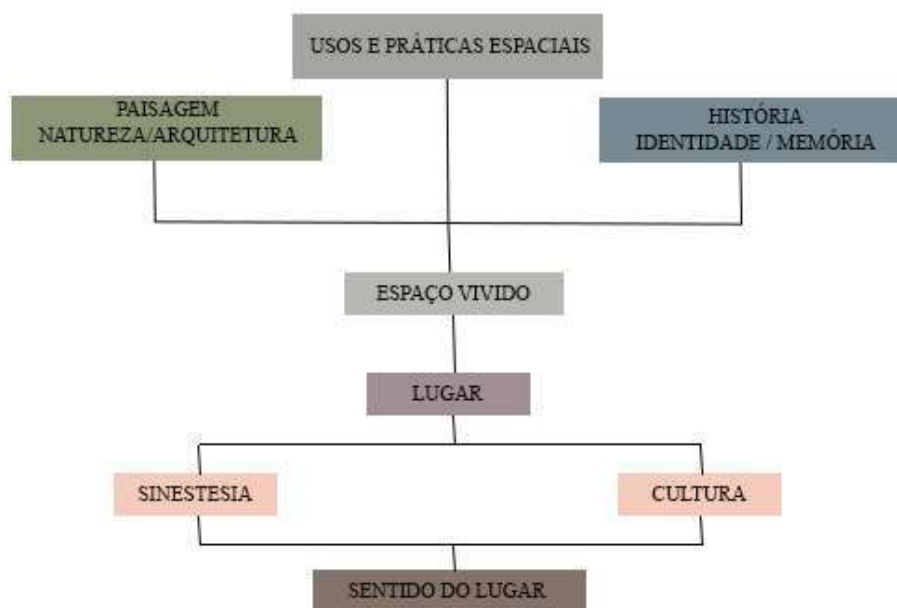 USOS E PRÁTICAS ESPACIAIS
PAISAGEM
NATUREZA/ARQUITETURA
HISTÓRIA
IDENTIDADE / MEMÓRIA
ESPAÇO VIVIDO
LUGAR
SINESTESIA
CULTURA
SENTIDO DO LUGAR